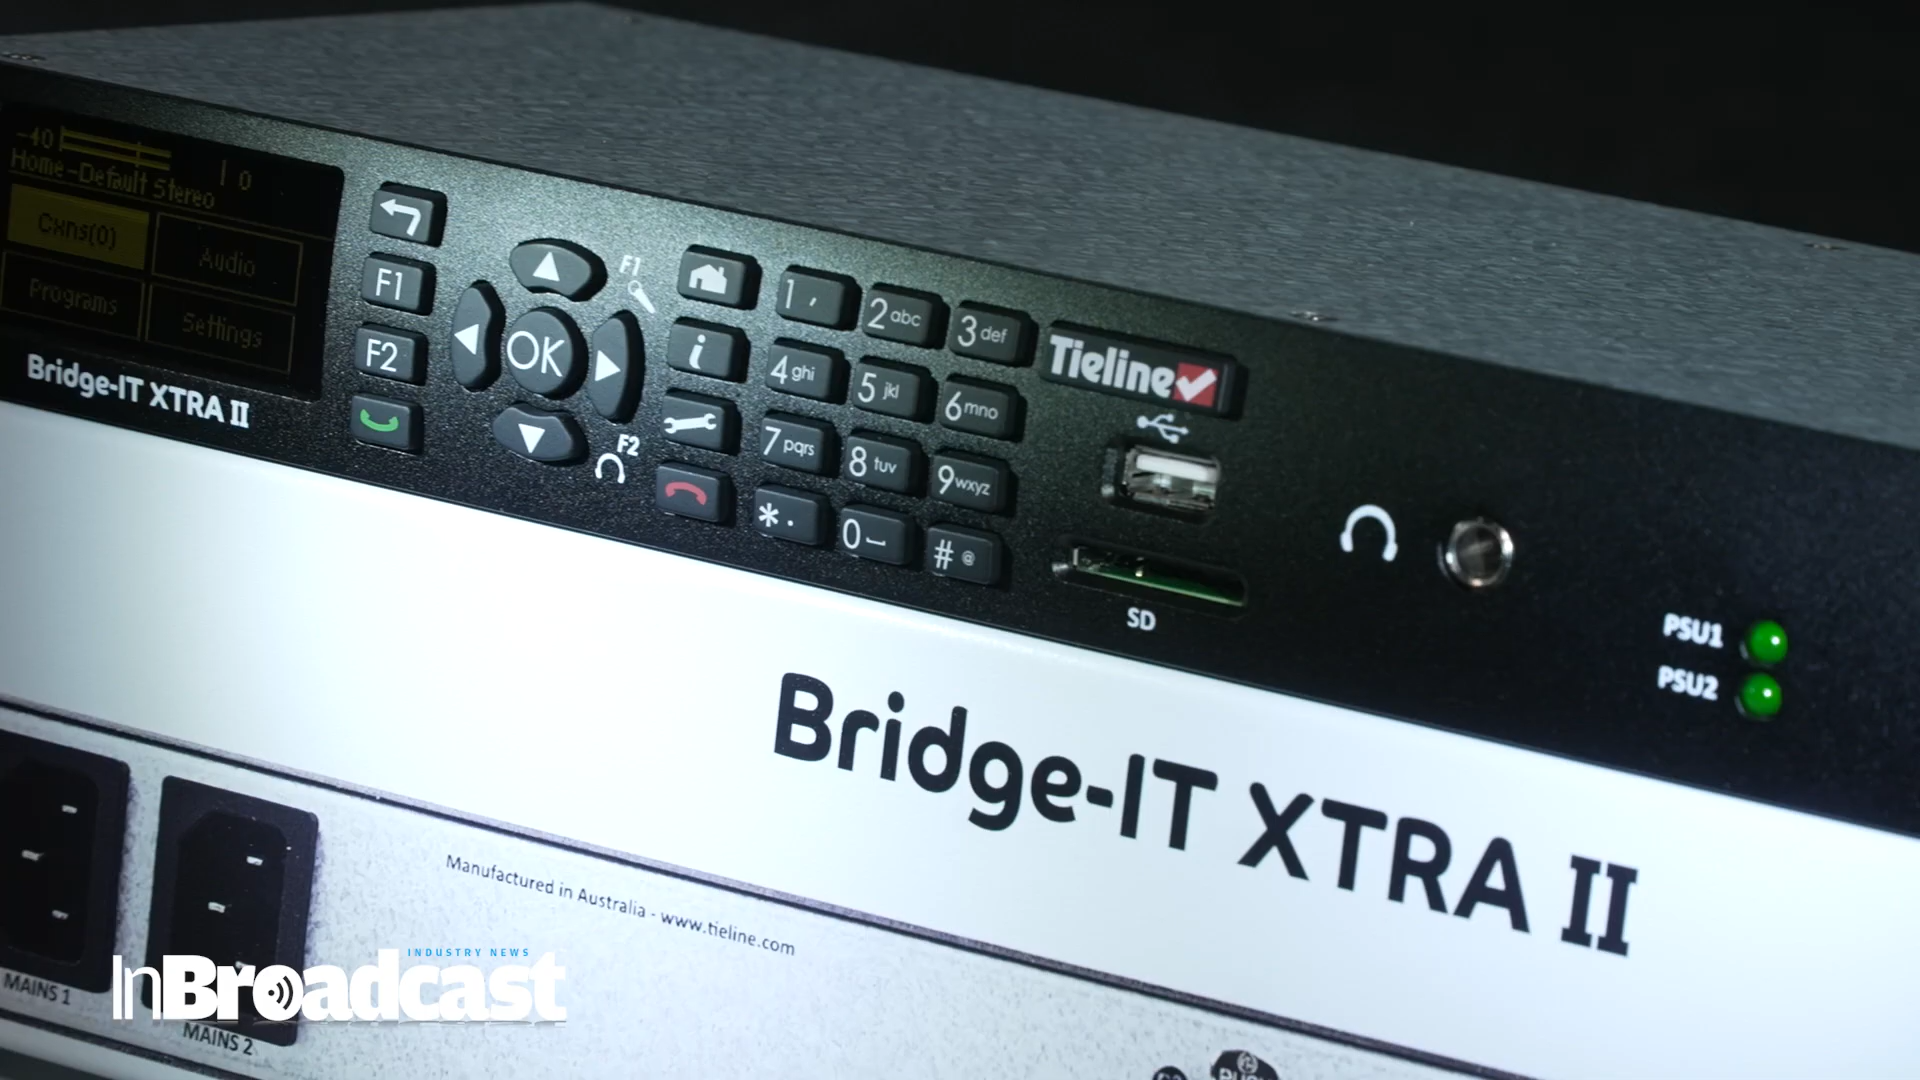 -40
0
Home-Default Stereo
Cxns(0)
Audio
Programs
Settings
Bridge-IT XTRA II
F1
F2
OK
F1
F2
i
1 ,
2 abc
3 def
4 ghi
5 jkl
6 mno
7 pqrs
8 tuv
9 wxyz
* .
0
# @
Tieline
SD
PSU1
PSU2
Bridge-IT XTRA II
Manufactured in Australia - www.tieline.com
MAINS 1
MAINS 2
INDUSTRY NEWS
InBroadcast